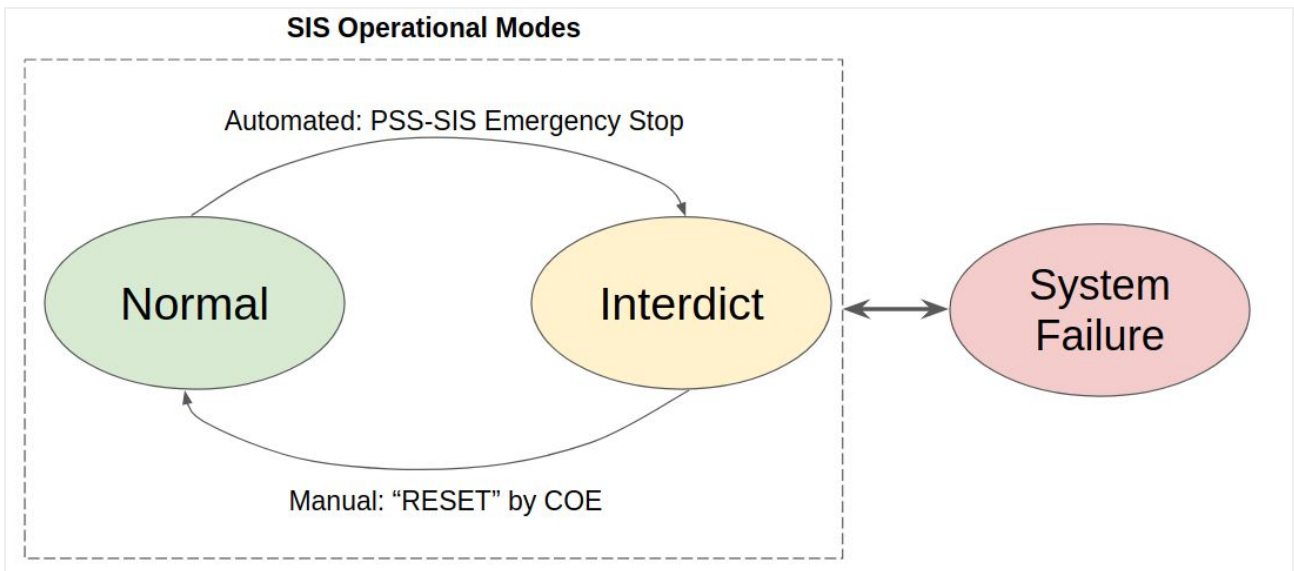 SIS Operational Modes
Automated: PSS-SIS Emergency Stop
Normal
Interdict
System
Failure
Manual: “RESET” by COE